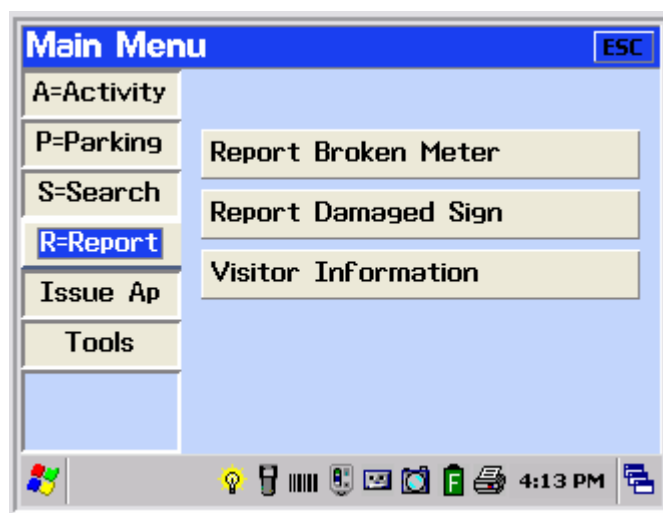 Main Menu
ESC
A=Activity
P=Parking
S=Search
R=Report
Issue Ap
Tools
Report Broken Meter
Report Damaged Sign
Visitor Information
F
4:13 PM